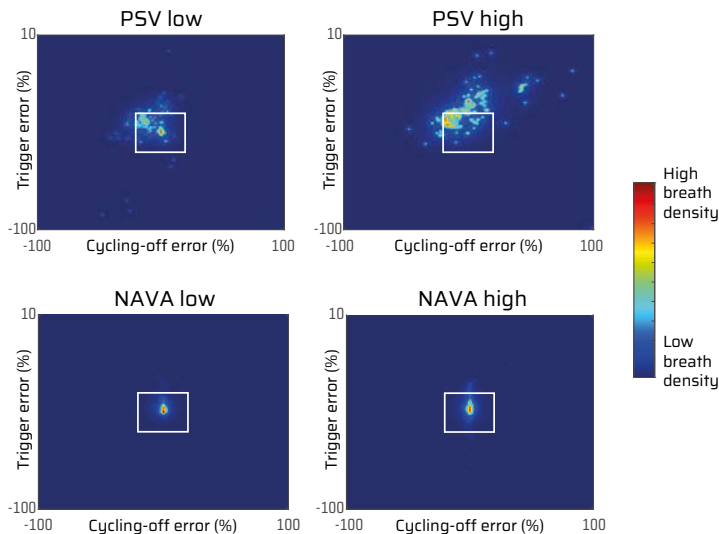 PSV low
PSV high
10
10
Trigger error (%)
Trigger error (%)
-100
-100
-100
Cycling-off error (%)
100
-100
Cycling-off error (%)
100
High
breath
density
Low
breath
density
NAVA low
NAVA high
10
10
Trigger error (%)
Trigger error (%)
-100
-100
-100
Cycling-off error (%)
100
-100
Cycling-off error (%)
100